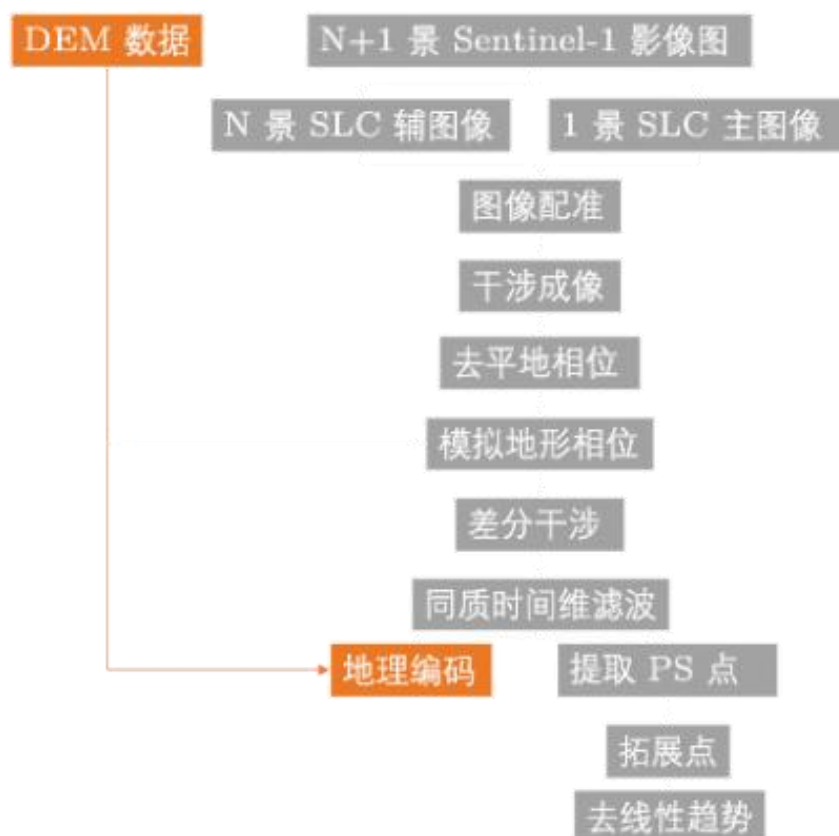 DEM 数据
N+1 景 Sentinel-1 影像图
N 景 SLC 辅图像
1 景 SLC 主图像
图像配准
干涉成像
去平地相位
模拟地形相位
差分干涉
同质时间维滤波
地理编码
提取 PS 点
拓展点
去线性趋势